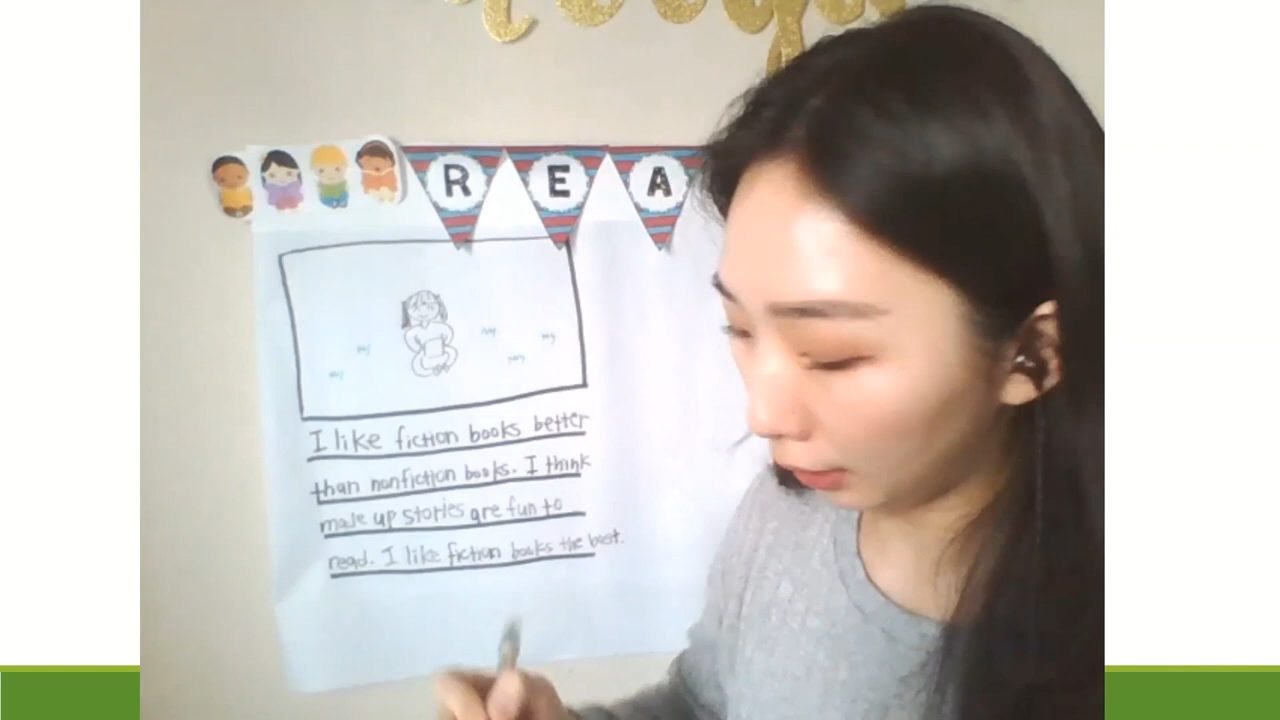 R E A
I like fiction books better
than nonfiction books. I think
made up stories are fun to
read. I like fiction books the best.